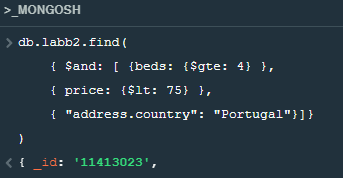 >_MONGOSH
> db.labb2.find(
{ $and: [ {beds: {$gte: 4} },
{ price: {$lt: 75} },
{ "address.country": "Portugal"}]}
)
< { _id: '11413023',